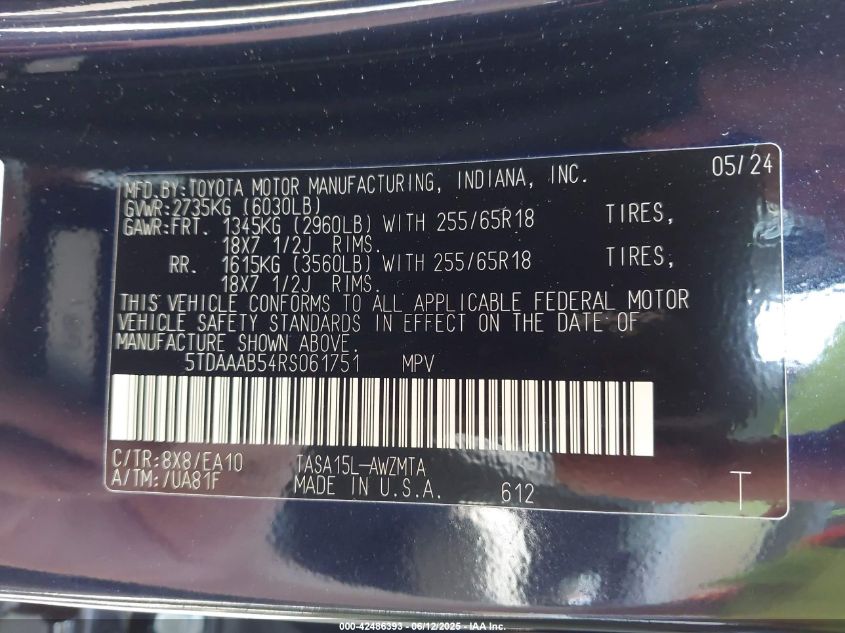 MFD.BY:TOYOTA MOTOR MANUFACTURING, INDIANA, INC. 05/24
GVWR:2735KG (6030LB)
GAWR:FRT. 1345KG (2960LB) WITH 255/65R18 TIRES,
18X7 1/2J RIMS.
RR. 1615KG (3560LB) WITH 255/65R18 TIRES,
18X7 1/2J RIMS.
THIS VEHICLE CONFORMS TO ALL APPLICABLE FEDERAL MOTOR
VEHICLE SAFETY STANDARDS IN EFFECT ON THE DATE OF
MANUFACTURE SHOWN ABOVE.
5TDAAAB54RS061751 MPV
C/TR:8X8/EA10 TASA15L-AWZMTA
A/TM:/UA81F MADE IN U.S.A. 612 T
000-42486393 - 06/12/2025 - IAA Inc.